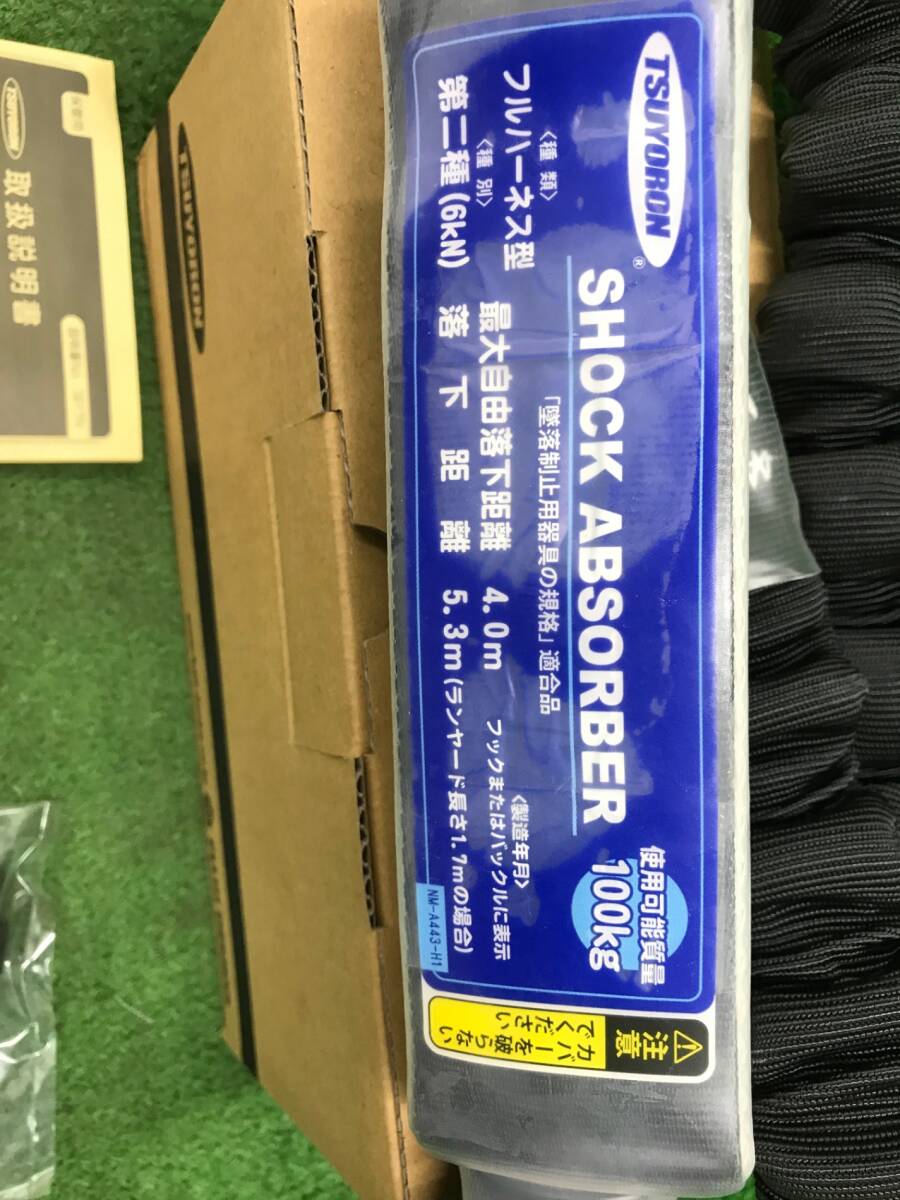 TSUYORON
®
SHOCK ABSORBER
使用可能質量
100kg
「墜落制止用器具の規格」適合品
〈種類〉
フルハーネス型
〈種別〉
第二種(6kN)
最大自由落下距離 4.0m
落下距離 5.3m(ランヤード長さ1.7mの場合)
〈製造年月〉
フックまたはバックルに表示
NM-A443-H1
注意
カバーを破らない
でください
TSUYORON
TSUYORON
取扱説明書
保管用